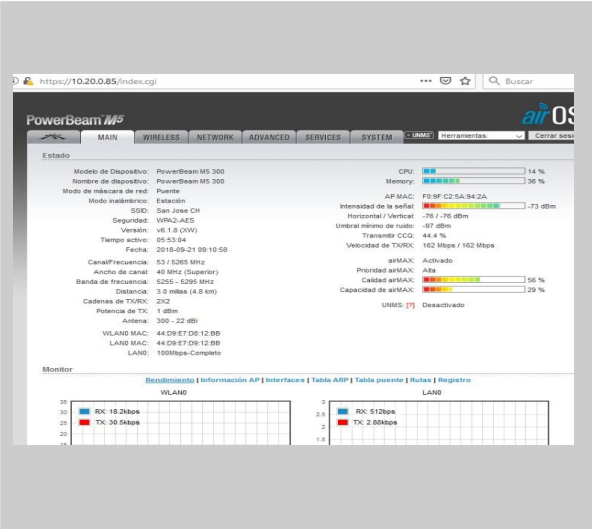 https://10.20.0.85/index.cgi
Buscar
PowerBeam M5
airOS
MAIN WIRELESS NETWORK ADVANCED SERVICES SYSTEM UNMS Herramientas: Cerrar sesi
Estado
Modelo de Dispositivo: PowerBeam M5 300
Nombre de dispositivo: PowerBeam M5 300
Modo de máscara de red: Puente
Modo inalámbrico: Estación
SSID: San Jose CH
Seguridad: WPA2-AES
Versión: v6.1.8 (XW)
Tiempo activo: 05:53:04
Fecha: 2018-09-21 09:10:58
Canal/Frecuencia: 53 / 5265 MHz
Ancho de canal: 40 MHz (Superior)
Banda de frecuencia: 5255 - 5295 MHz
Distancia: 3.0 millas (4.8 km)
Cadenas de TX/RX: 2X2
Potencia de TX: 1 dBm
Antena: 300 - 22 dBi
WLAN0 MAC: 44:D9:E7:D8:12:BB
LAN0 MAC: 44:D9:E7:D9:12:BB
LAN0: 100Mbps-Completo
CPU: 14 %
Memory: 36 %
AP MAC: F0:9F:C2:5A:94:2A
Intensidad de la señal: -73 dBm
Horizontal / Vertical: -76 / -76 dBm
Umbral mínimo de ruido: -97 dBm
Transmitir CCQ: 44.4 %
Velocidad de TX/RX: 162 Mbps / 162 Mbps
airMAX: Activado
Prioridad airMAX: Alta
Calidad airMAX: 56 %
Capacidad de airMAX: 29 %
UNMS: [?] Desactivado
Monitor
Rendimiento | Información AP | Interfaces | Tabla ARP | Tabla puente | Rutas | Registro
WLAN0
35
30
25
20
RX: 18.2kbps
TX: 30.5kbps
LAN0
3
2.5
2
1.5
RX: 512bps
TX: 2.88kbps